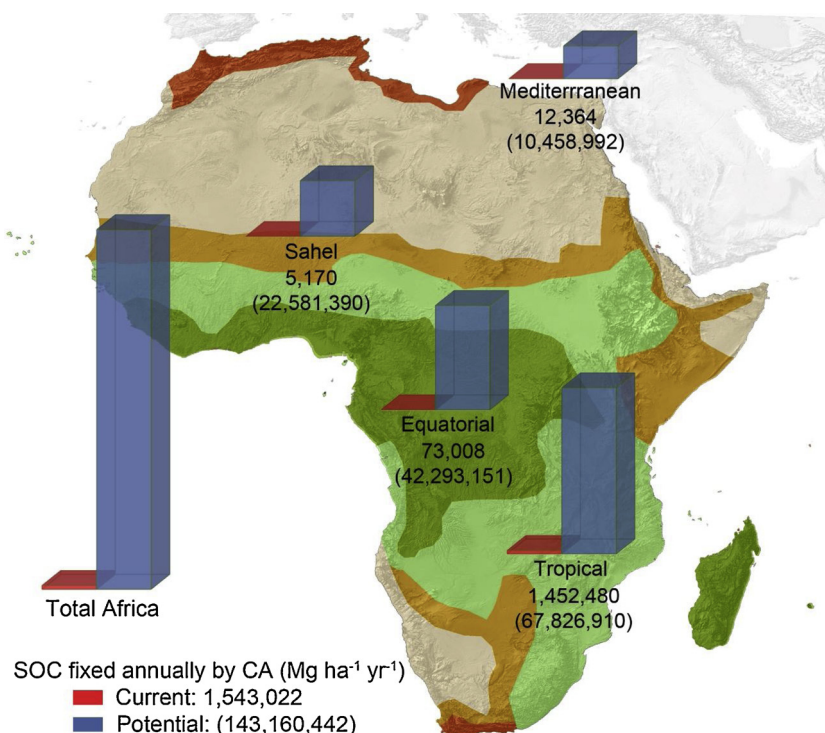 Mediterrranean
12,364
(10,458,992)
Sahel
5,170
(22,581,390)
Equatorial
73,008
(42,293,151)
Tropical
1,452,480
(67,826,910)
Total Africa
SOC fixed annually by CA (Mg ha⁻¹ yr⁻¹)
Current: 1,543,022
Potential: (143,160,442)